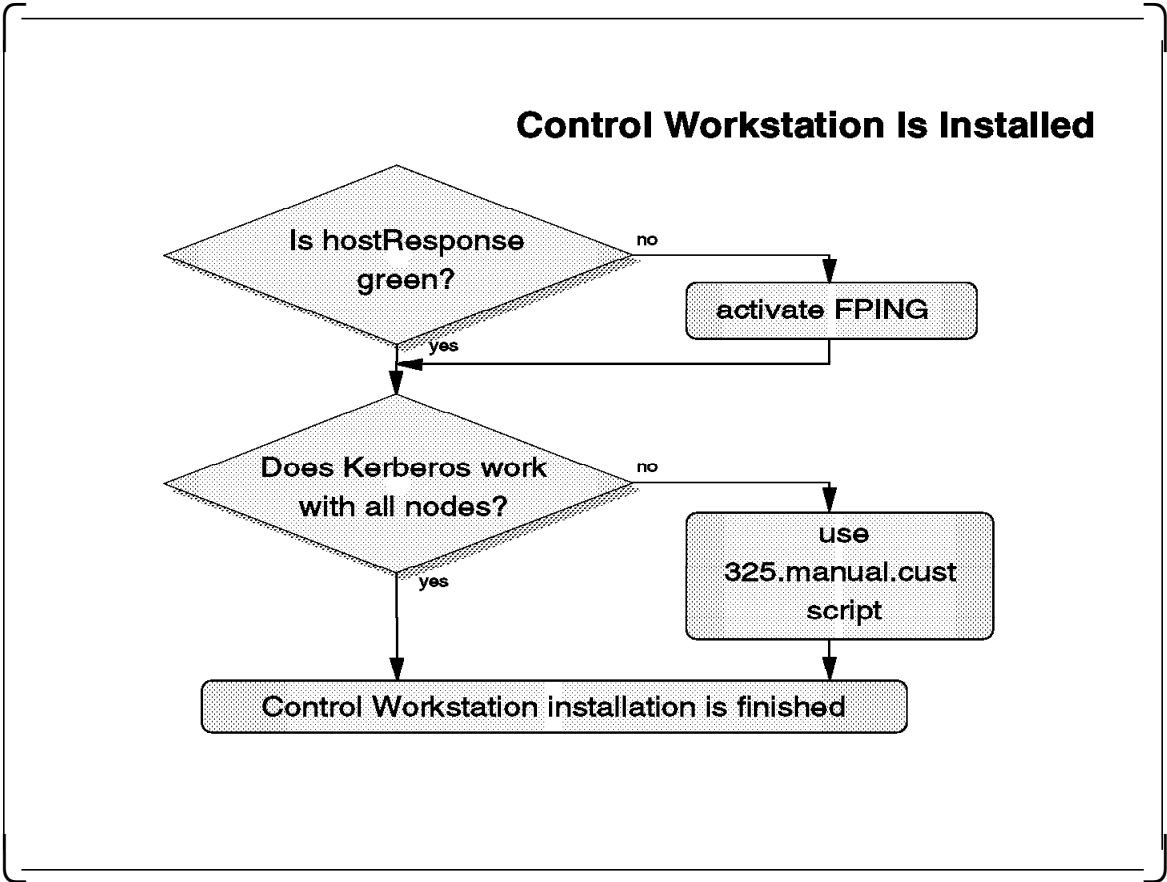 Control Workstation Is Installed
Is hostResponse
green?
no
activate FPING
yes
Does Kerberos work
with all nodes?
no
use
325.manual.cust
script
yes
Control Workstation installation is finished